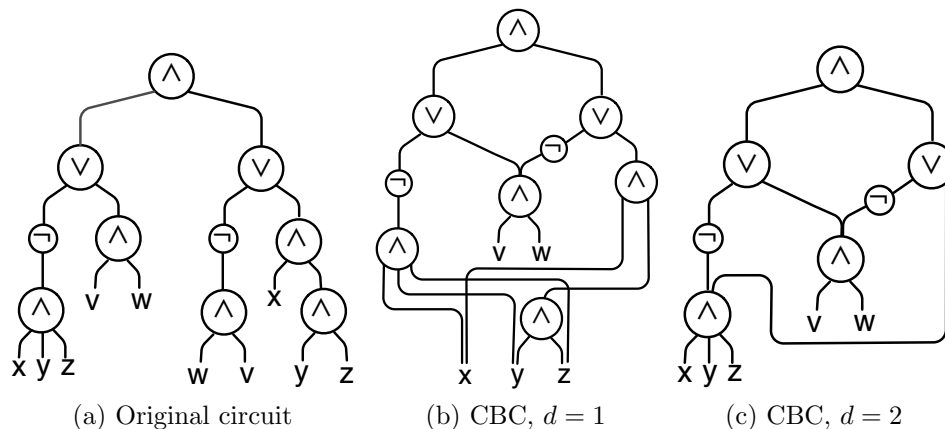 ∧
∧
∧
∨
∨
∨
∨
∨
∨
¬
¬
∧
¬
∧
∧
¬
¬
∧
∧
¬
v w
v w
x
∧
∧
∧
∧
∧
∧
v w
x y z
w v
y z
x
y
z
x y z
(a) Original circuit
(b) CBC, d = 1
(c) CBC, d = 2